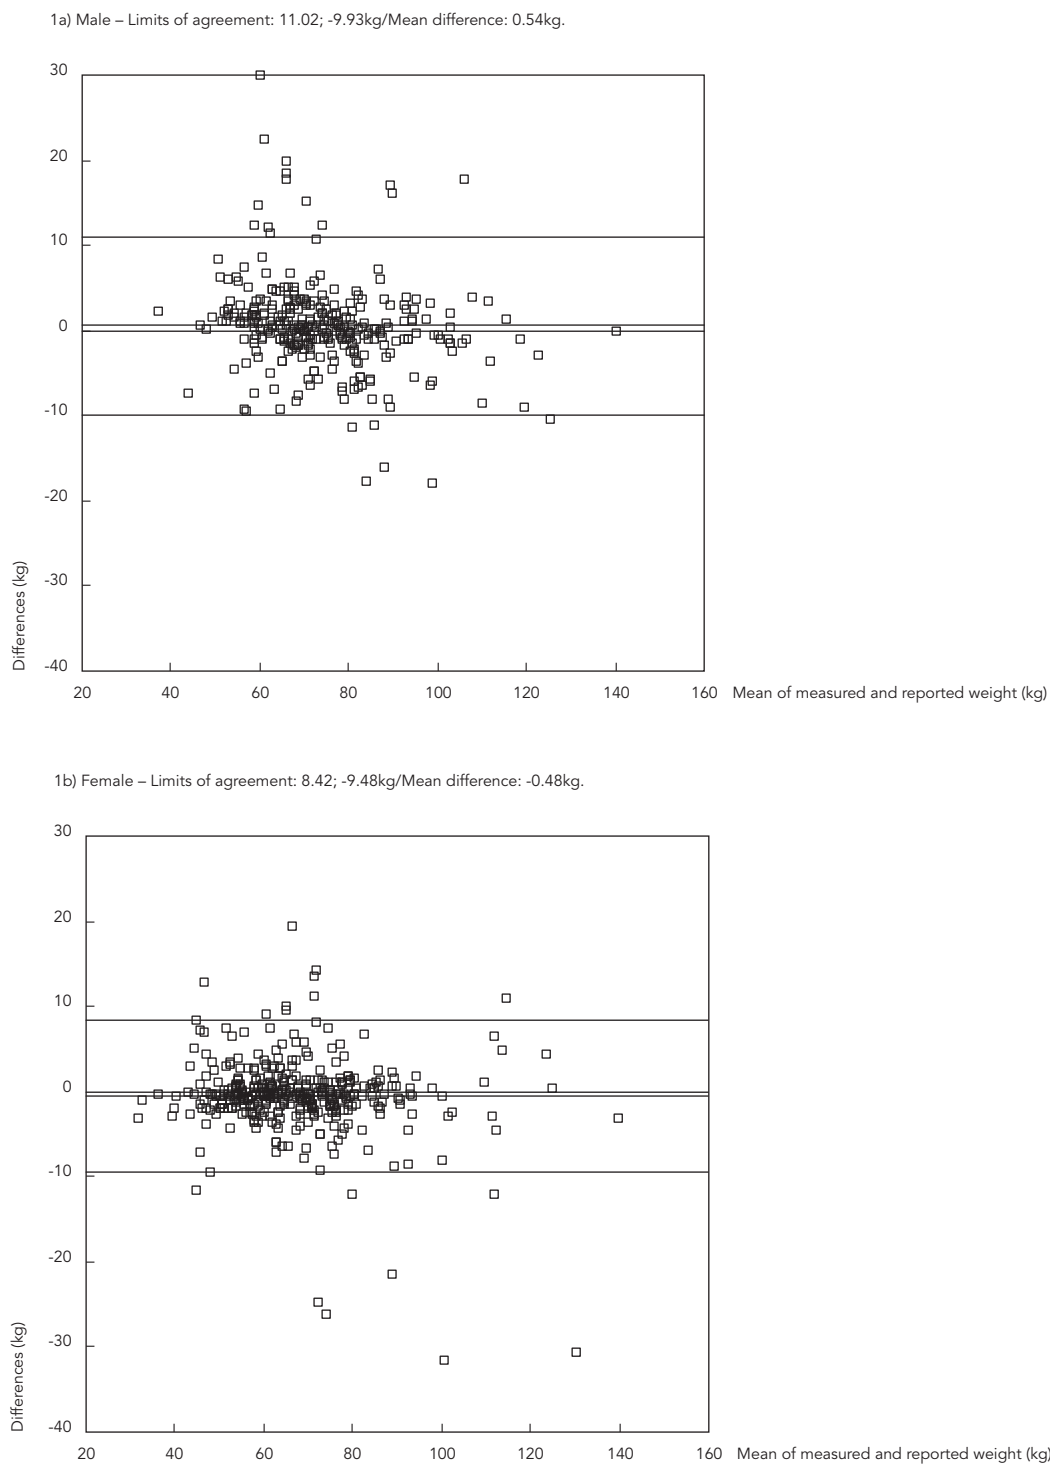 1a) Male – Limits of agreement: 11.02; -9.93kg/Mean difference: 0.54kg.
30
20
10
0
-10
-20
-30
-40
Differences (kg)
20 40 60 80 100 120 140 160 Mean of measured and reported weight (kg)
1b) Female – Limits of agreement: 8.42; -9.48kg/Mean difference: -0.48kg.
30
20
10
0
-10
-20
-30
-40
Differences (kg)
20 40 60 80 100 120 140 160 Mean of measured and reported weight (kg)